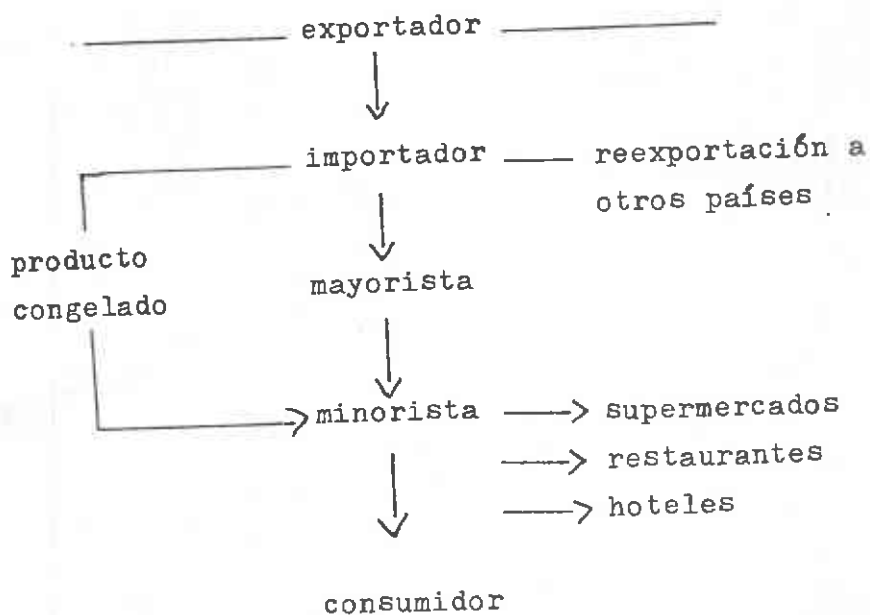 exportador
importador
reexportación a
otros países
producto
congelado
mayorista
minorista
supermercados
restaurantes
hoteles
consumidor